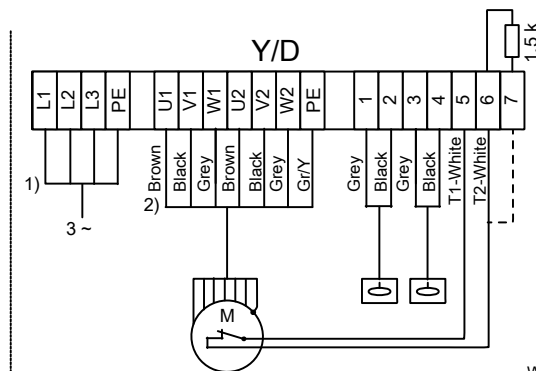 1,5 k
Y/D
L1 L2 L3 PE U1 V1 W1 U2 V2 W2 PE 1 2 3 4 5 6 7
Brown Black Grey Brown Black Grey Gr/Y Grey Black Grey Black T1-White T2-White
1) 2)
3 ~
M